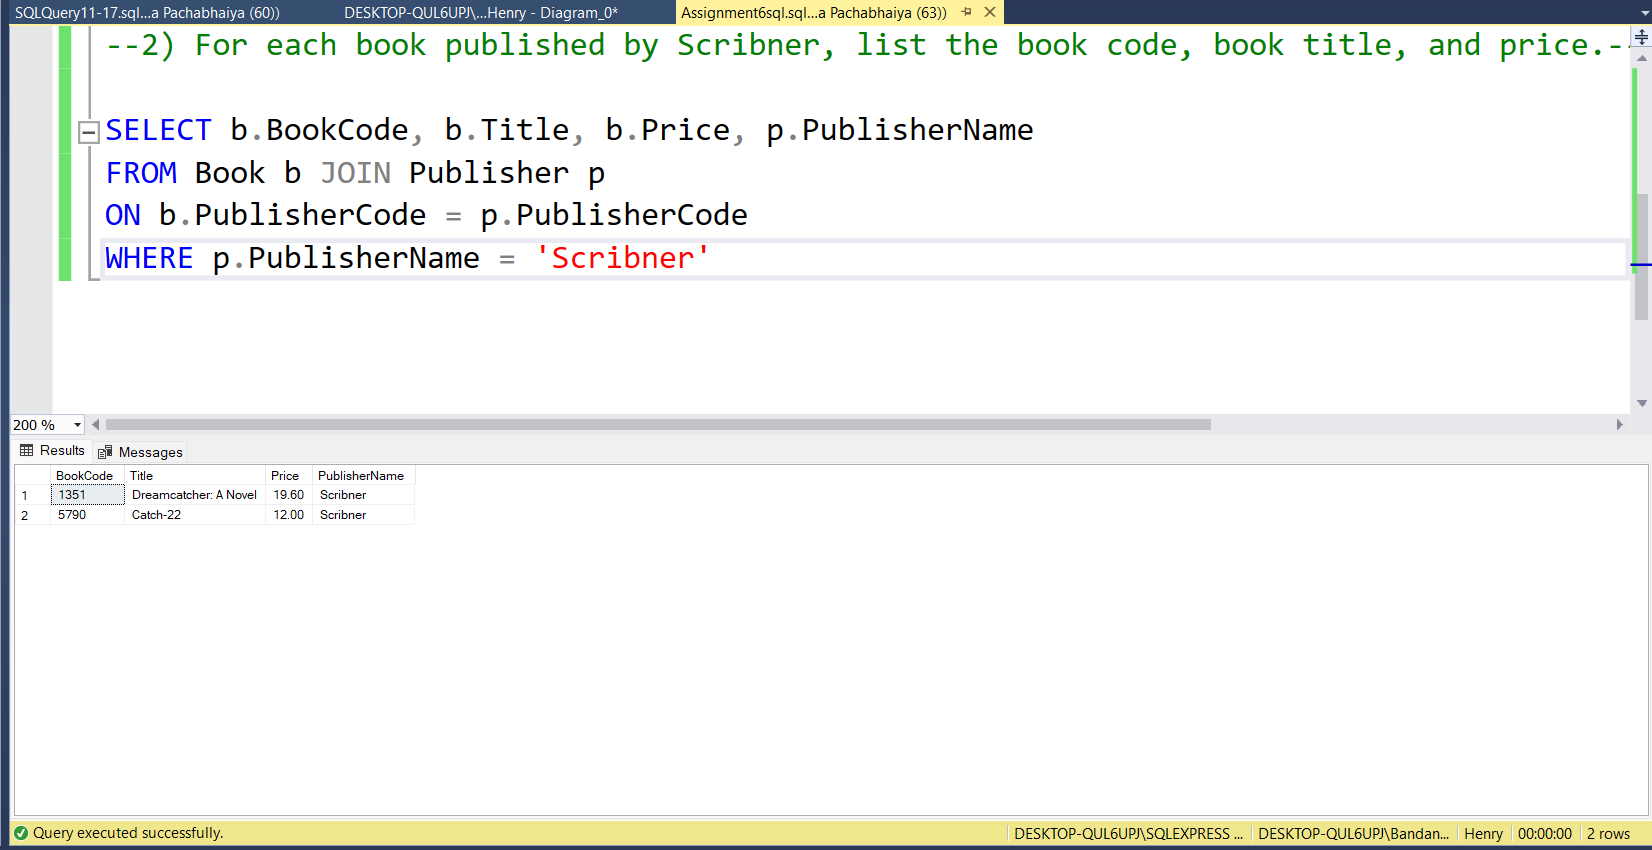 SQLQuery11-17.sql...a Pachabhaiya (60)) DESKTOP-QUL6UPJ\...Henry - Diagram_0* Assignment6sql.sql...a Pachabhaiya (63))
--2) For each book published by Scribner, list the book code, book title, and price.--
SELECT b.BookCode, b.Title, b.Price, p.PublisherName
FROM Book b JOIN Publisher p
ON b.PublisherCode = p.PublisherCode
WHERE p.PublisherName = 'Scribner'
200 %
Results Messages
BookCode Title Price PublisherName
1 1351 Dreamcatcher: A Novel 19.60 Scribner
2 5790 Catch-22 12.00 Scribner
Query executed successfully. DESKTOP-QUL6UPJ\SQLEXPRESS ... DESKTOP-QUL6UPJ\Bandan... Henry 00:00:00 2 rows